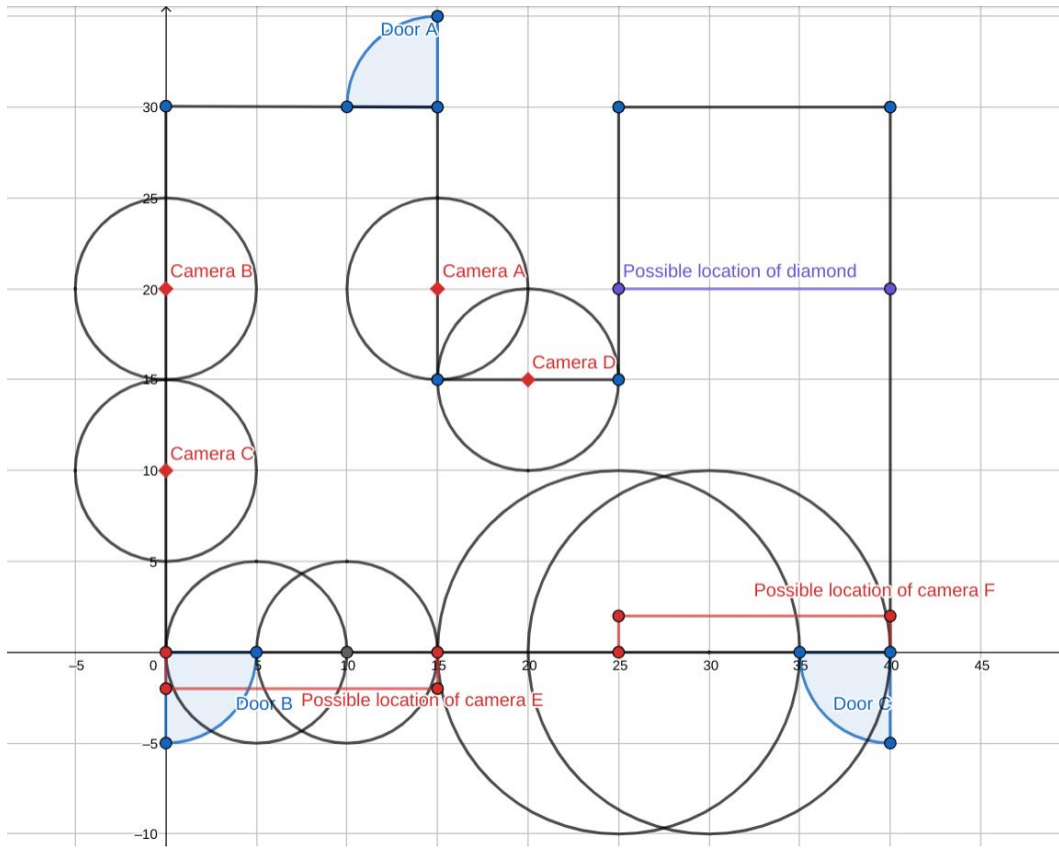 Door A
30
25
Camera B
Camera A
Possible location of diamond
20
Camera D
15
Camera C
10
5
Possible location of camera F
–5
0
5
10
15
20
25
30
35
40
45
Door B
Possible location of camera E
Door C
–5
–10